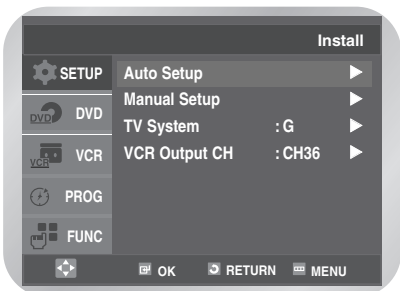 Install
SETUP
Auto Setup
Manual Setup
DVD DVD
TV System : G
VCR VCR
VCR Output CH : CH36
PROG
FUNC
OK RETURN MENU